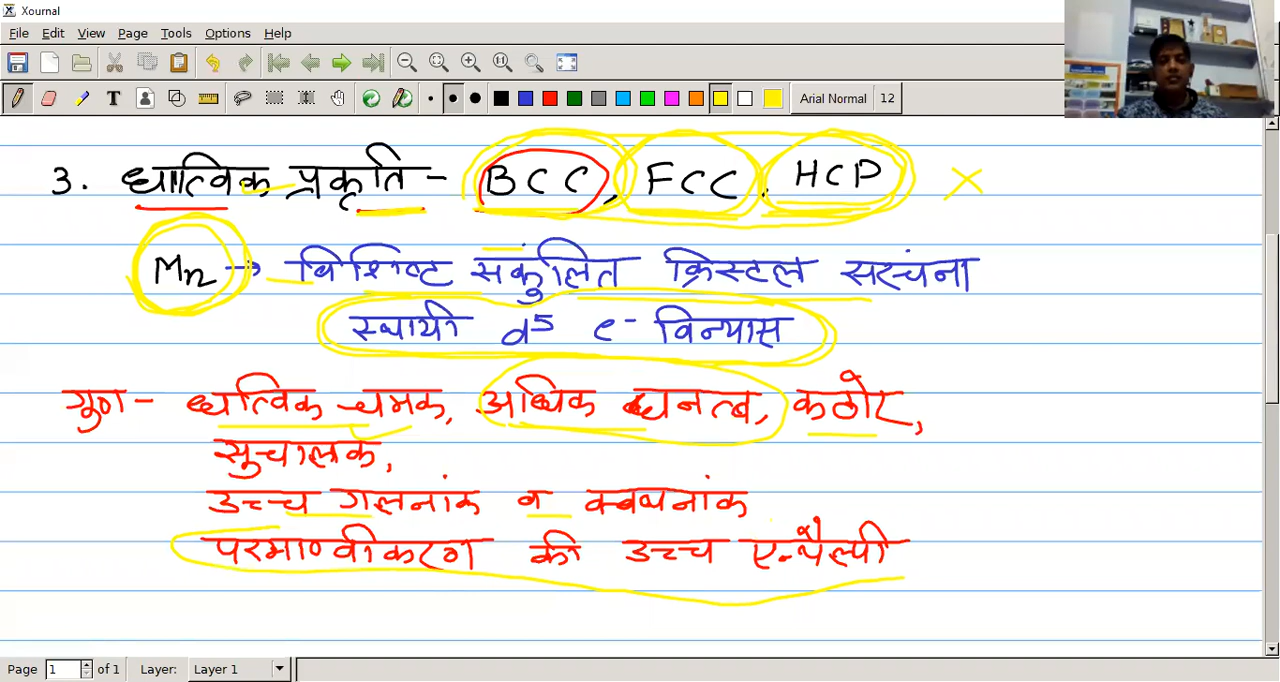 Xournal
File Edit View Page Tools Options Help
Arial Normal 12
3. धात्विक प्रकृति - BCC, FCC, HCP ×
Mn → विशिष्ट संकुलित क्रिस्टल संरचना
स्थायी d5 e- विन्यास
गुण - धात्विक चमक, अधिक घनत्व, कठोर,
सुचालक,
उच्च गलनांक व क्वथनांक
परमाण्वीकरण की उच्च एन्थैल्पी
Page 1 of 1 Layer: Layer 1